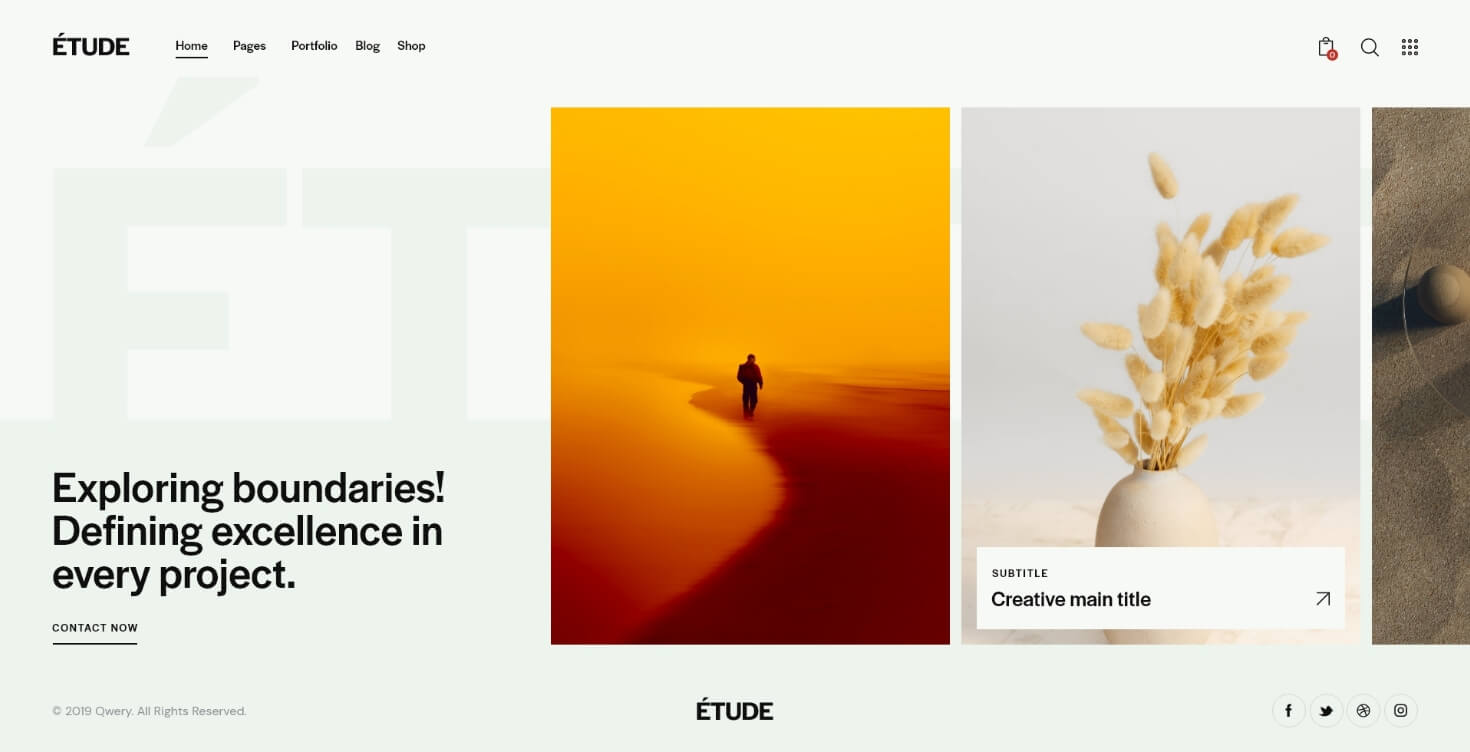 ÉTUDE
Home Pages Portfolio Blog Shop
0
ÉT
Exploring boundaries!
Defining excellence in
every project.
CONTACT NOW
SUBTITLE
Creative main title
© 2019 Qwery. All Rights Reserved.
ÉTUDE